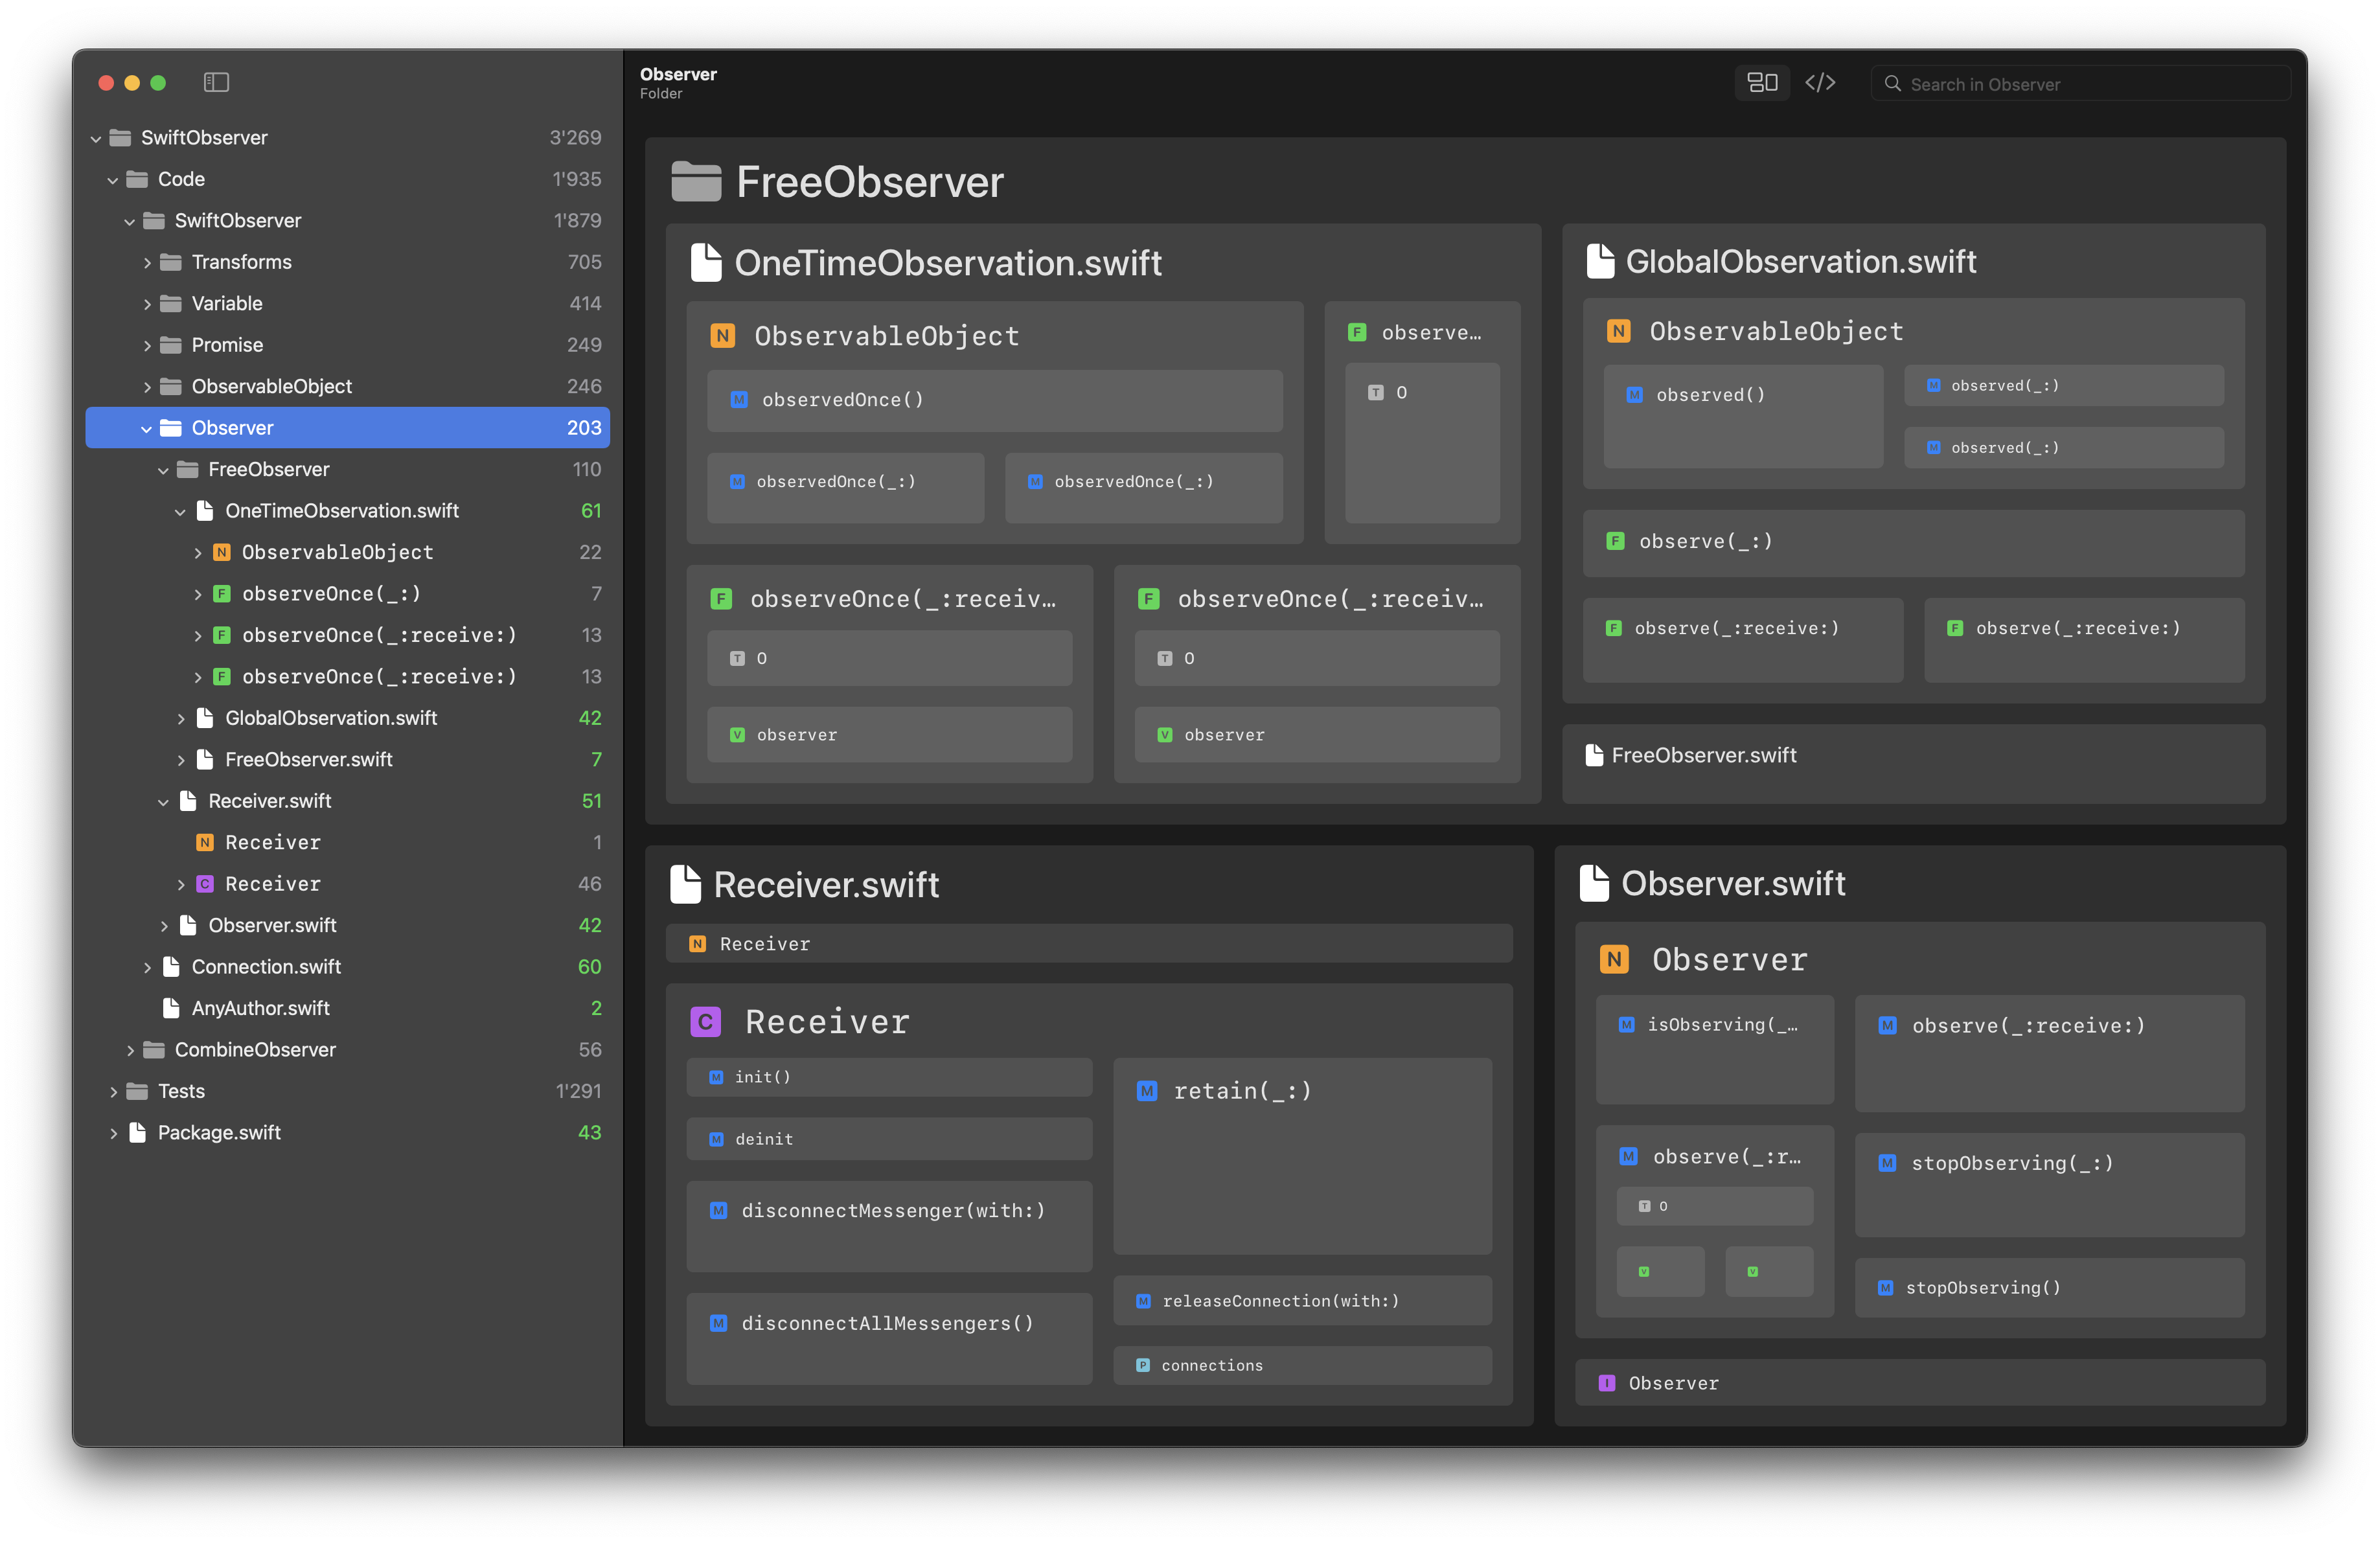 SwiftObserver 3'269
Code 1'935
SwiftObserver 1'879
Transforms 705
Variable 414
Promise 249
ObservableObject 246
Observer 203
FreeObserver 110
OneTimeObservation.swift 61
N ObservableObject 22
F observeOnce(_:) 7
F observeOnce(_:receive:) 13
F observeOnce(_:receive:) 13
GlobalObservation.swift 42
FreeObserver.swift 7
Receiver.swift 51
N Receiver 1
C Receiver 46
Observer.swift 42
Connection.swift 60
AnyAuthor.swift 2
CombineObserver 56
Tests 1'291
Package.swift 43
Observer
Folder
</>
Search in Observer
FreeObserver
OneTimeObservation.swift
N ObservableObject
M observedOnce()
M observedOnce(_:)
M observedOnce(_:)
F observe…
T O
F observeOnce(_:receiv…
T O
V observer
F observeOnce(_:receiv…
T O
V observer
GlobalObservation.swift
N ObservableObject
M observed()
M observed(_:)
M observed(_:)
F observe(_:)
F observe(_:receive:)
F observe(_:receive:)
FreeObserver.swift
Receiver.swift
N Receiver
C Receiver
M init()
M deinit
M disconnectMessenger(with:)
M disconnectAllMessengers()
M retain(_:)
M releaseConnection(with:)
P connections
Observer.swift
N Observer
M isObserving(_…
M observe(_:r…
T O
V
V
M observe(_:receive:)
M stopObserving(_:)
M stopObserving()
I Observer